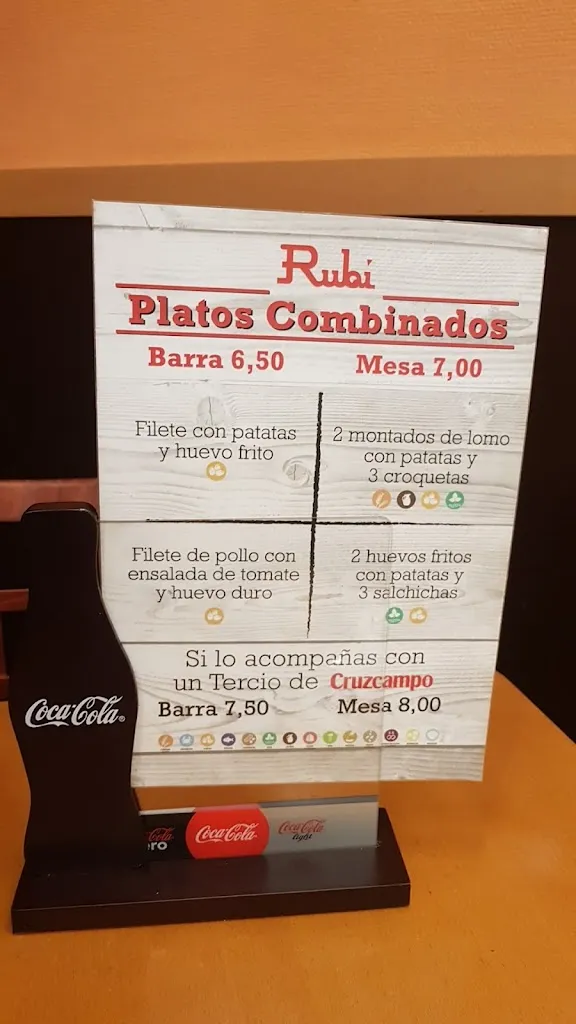 Rubi
Platos Combinados
Barra 6,50
Mesa 7,00
Filete con patatas
y huevo frito
2 montados de lomo
con patatas y
3 croquetas
Filete de pollo con
ensalada de tomate
y huevo duro
2 huevos fritos
con patatas y
3 salchichas
Si lo acompañas con
un Tercio de Cruzcampo
Barra 7,50
Mesa 8,00
Coca-Cola®
Cola
ero
Coca-Cola
Coca-Cola
light